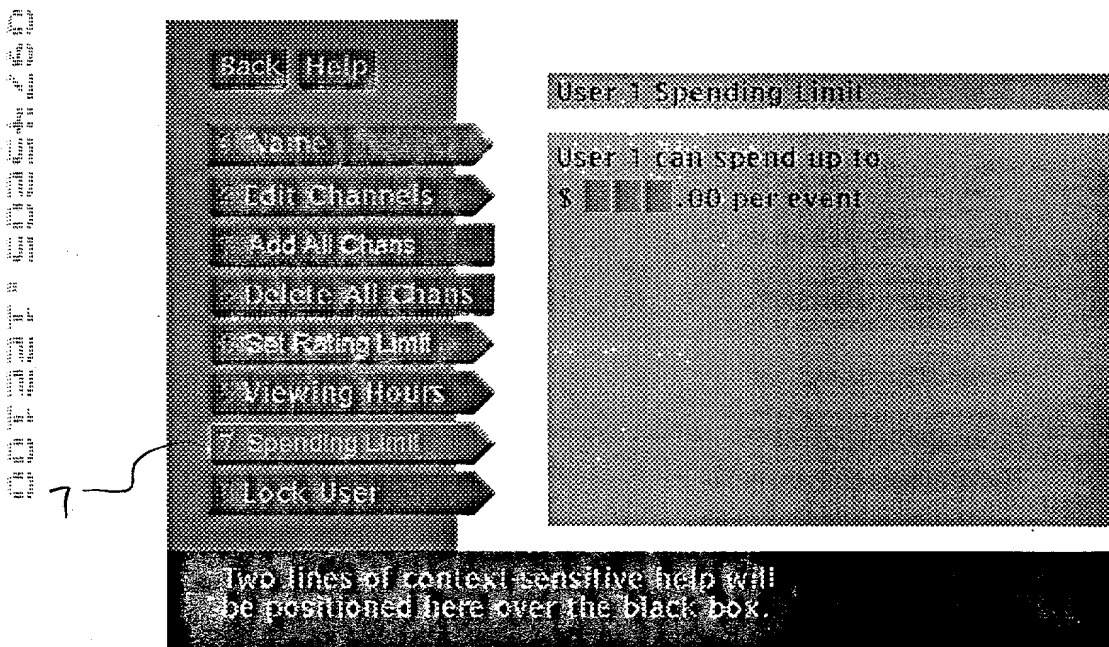 Back Help
Name
Edit Channels
Add All Chans
Delete All Chans
Set Rating Limit
Viewing Hours
7 Spending Limit
Lock User
User 1 Spending Limit
User 1 can spend up to
$ .00 per event
Two lines of context sensitive help will
be positioned here over the black box.
7